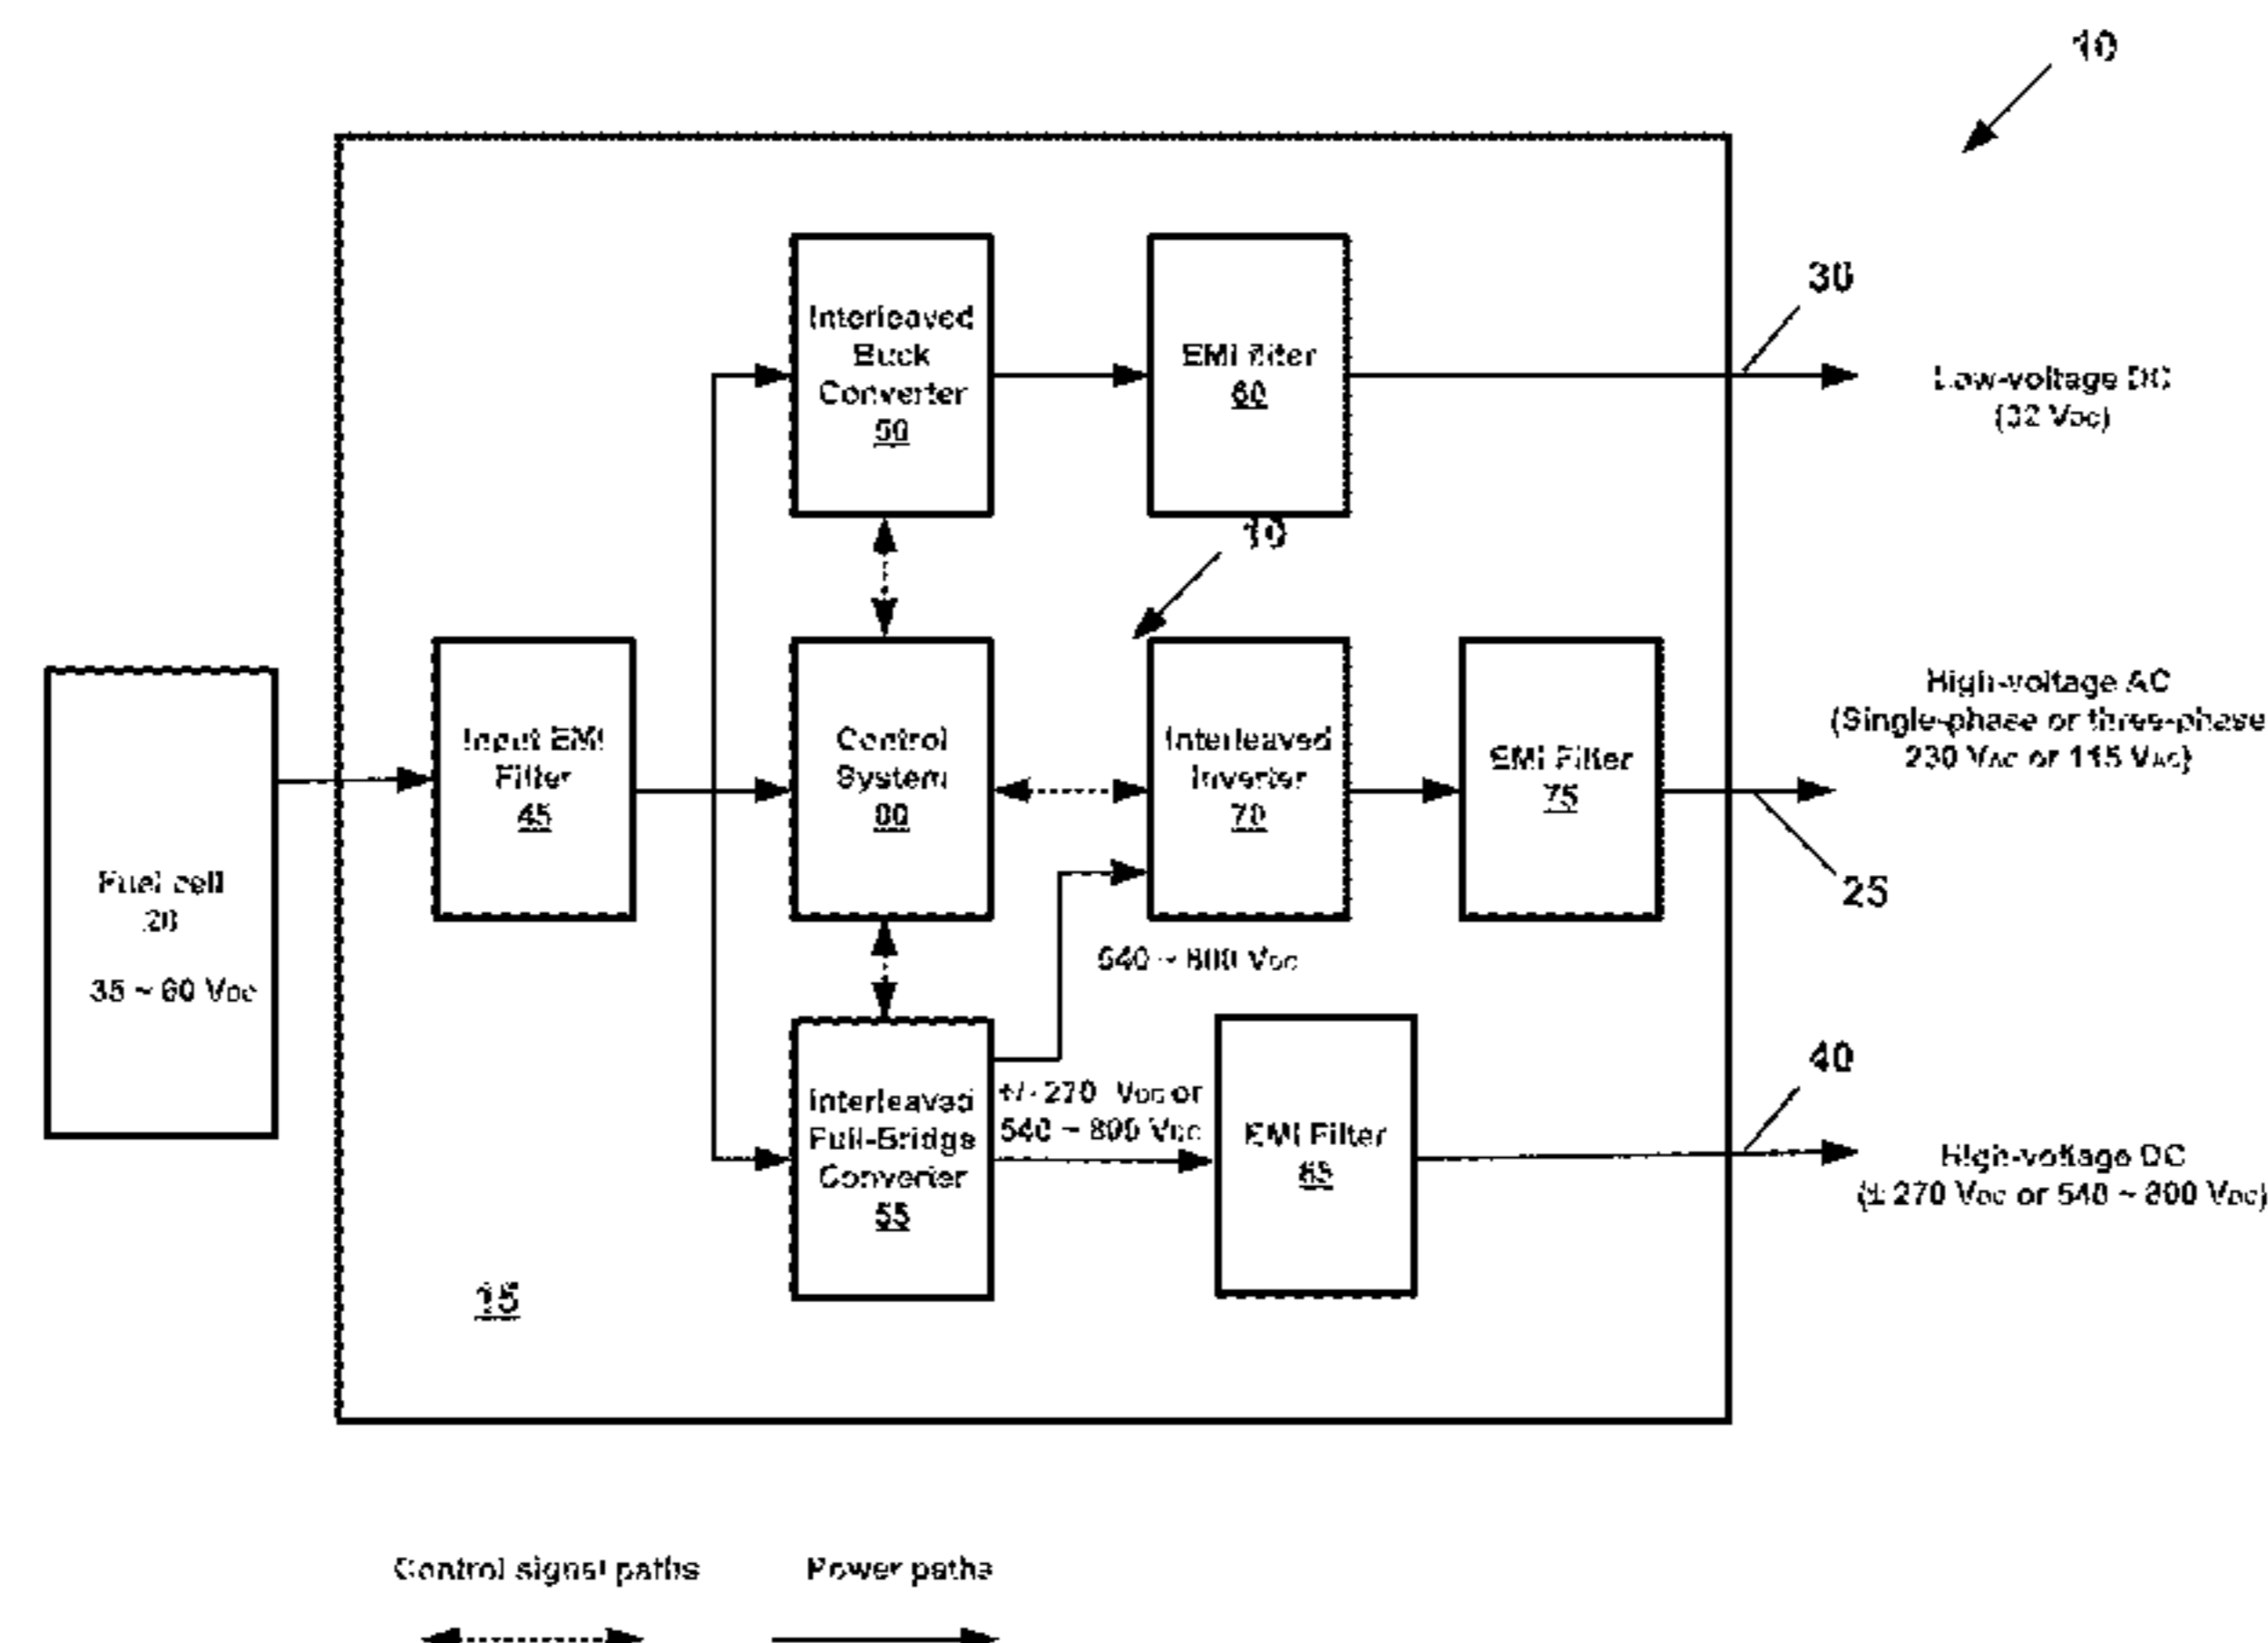 10
Interleaved
Buck
Converter
50
EMI filter
60
30
Low-voltage DC
(32 VDC)
10
Fuel cell
20
35 ~ 60 VDC
Input EMI
Filter
45
Control
System
80
Interleaved
Inverter
70
EMI Filter
75
High-voltage AC
(Single-phase or three-phase
230 VAC or 115 VAC)
25
540 ~ 800 VDC
Interleaved
Full-Bridge
Converter
55
+/- 270 VDC or
540 ~ 800 VDC
EMI Filter
65
40
High-voltage DC
(± 270 VDC or 540 ~ 800 VDC)
15
Control signal paths
Power paths